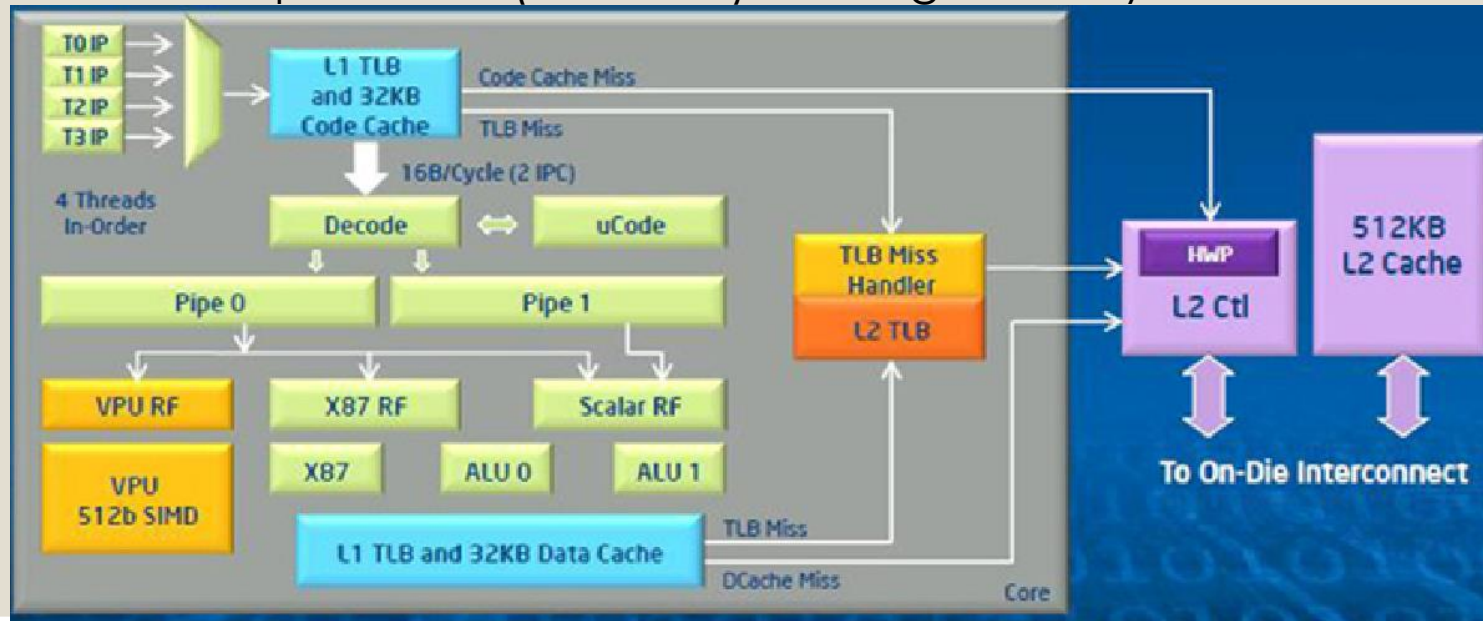 T0 IP
T1 IP
T2 IP
T3 IP
L1 TLB
and 32KB
Code Cache
Code Cache Miss
TLB Miss
16B/Cycle (2 IPC)
4 Threads
In-Order
Decode
uCode
Pipe 0
Pipe 1
TLB Miss
Handler
L2 TLB
HWP
L2 Ctl
512KB
L2 Cache
VPU RF
X87 RF
Scalar RF
VPU
512b SIMD
X87
ALU 0
ALU 1
L1 TLB and 32KB Data Cache
TLB Miss
DCache Miss
Core
To On-Die Interconnect